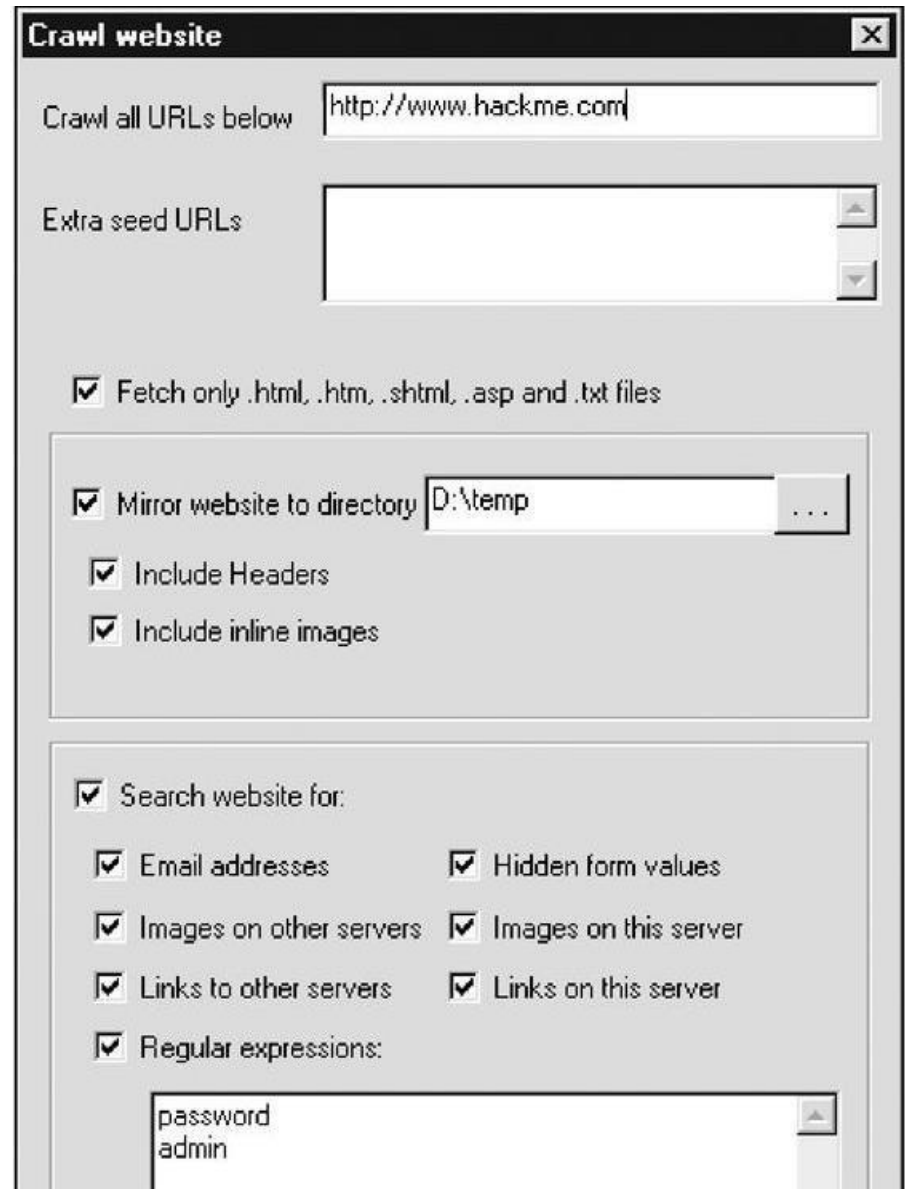 Crawl website
Crawl all URLs below http://www.hackme.com
Extra seed URLs
Fetch only .html, .htm, .shtml, .asp and .txt files
Mirror website to directory D:\temp ...
Include Headers
Include inline images
Search website for:
Email addresses Hidden form values
Images on other servers Images on this server
Links to other servers Links on this server
Regular expressions:
password
admin